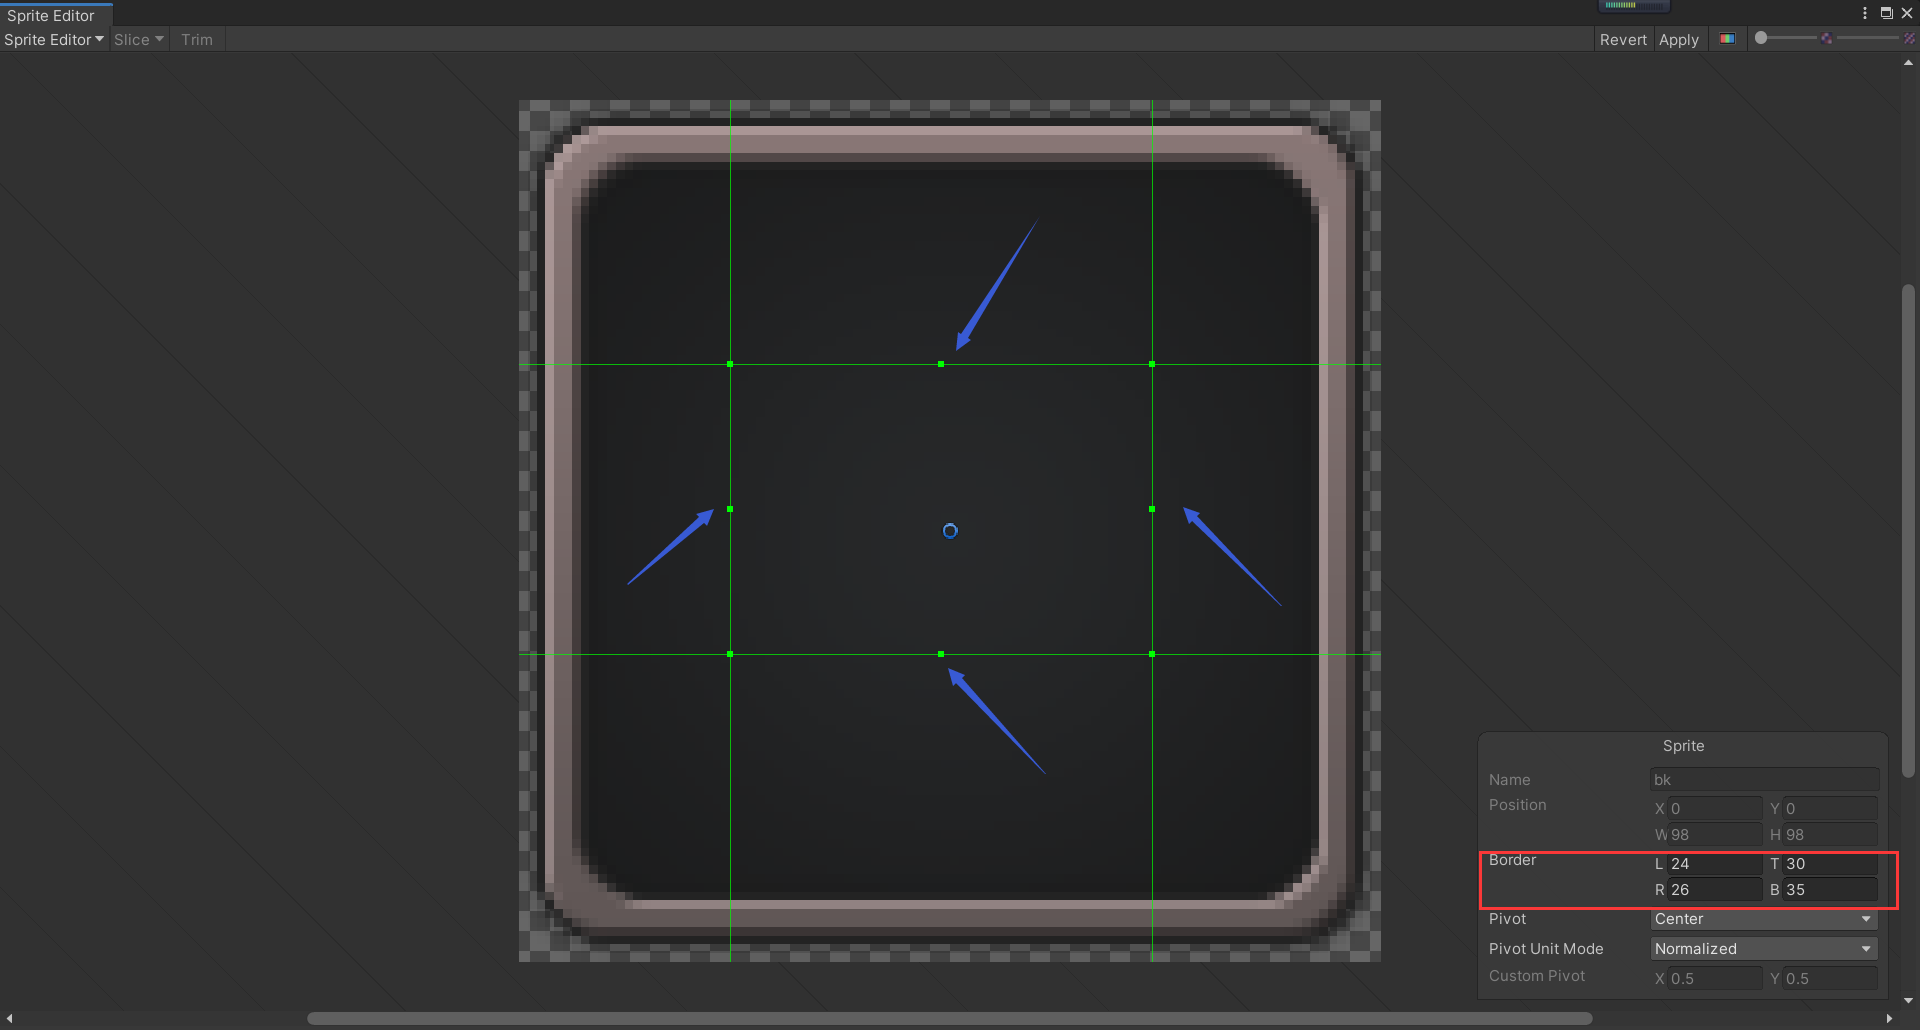 Sprite Editor
Sprite Editor Slice Trim Revert Apply
Sprite
Name bk
Position X 0 Y 0
W 98 H 98
Border L 24 T 30
R 26 B 35
Pivot Center
Pivot Unit Mode Normalized
Custom Pivot X 0.5 Y 0.5